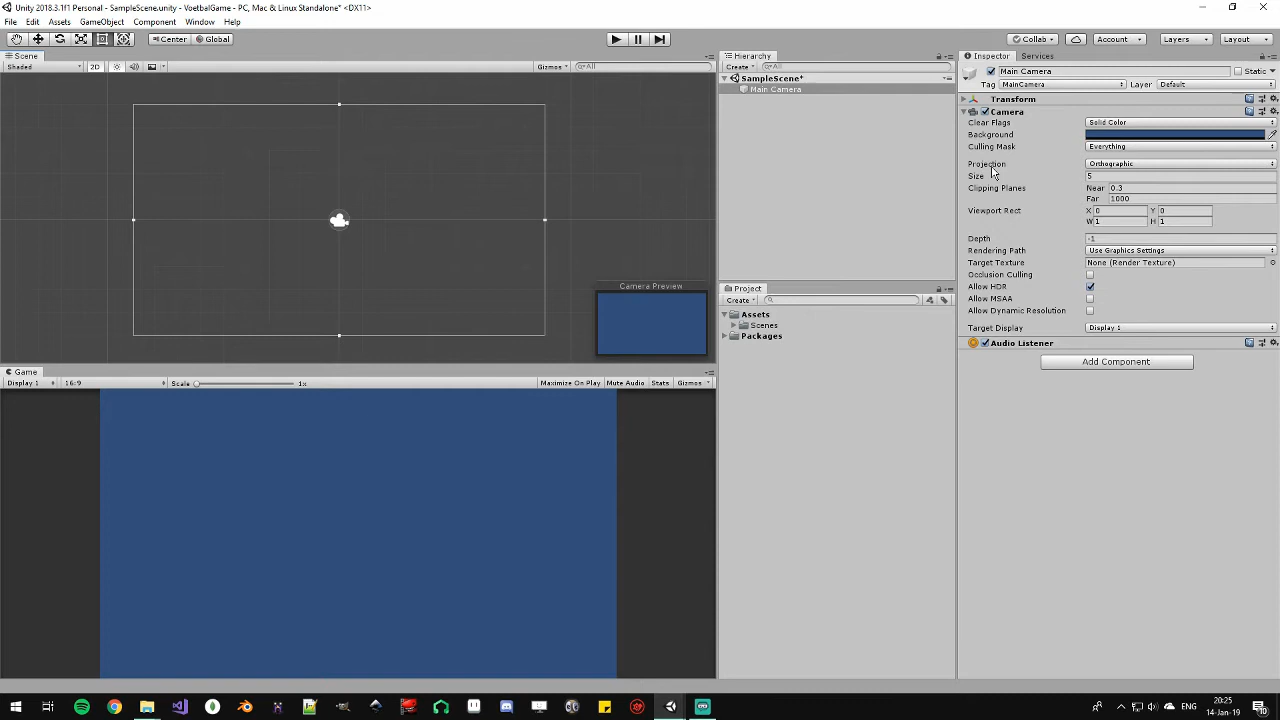 Unity 2018.3.1f1 Personal - SampleScene.unity - VoetbalGame - PC, Mac & Linux Standalone* <DX11>
File Edit Assets GameObject Component Window Help
Center Global Collab Account Layers Layout
Scene
Shaded 2D Gizmos All
Camera Preview
Game
Display 1 16:9 Scale 1x Maximize On Play Mute Audio Stats Gizmos
Hierarchy
Create All
SampleScene*
Main Camera
Project
Create
Assets
Scenes
Packages
Inspector Services
Main Camera Static
Tag MainCamera Layer Default
Transform
Camera
Clear Flags Solid Color
Background
Culling Mask Everything
Projection Orthographic
Size 5
Clipping Planes Near 0.3
Far 1000
Viewport Rect X 0 Y 0
W 1 H 1
Depth -1
Rendering Path Use Graphics Settings
Target Texture None (Render Texture)
Occlusion Culling
Allow HDR
Allow MSAA
Allow Dynamic Resolution
Target Display Display 1
Audio Listener
Add Component
20:25
14-Jan-19